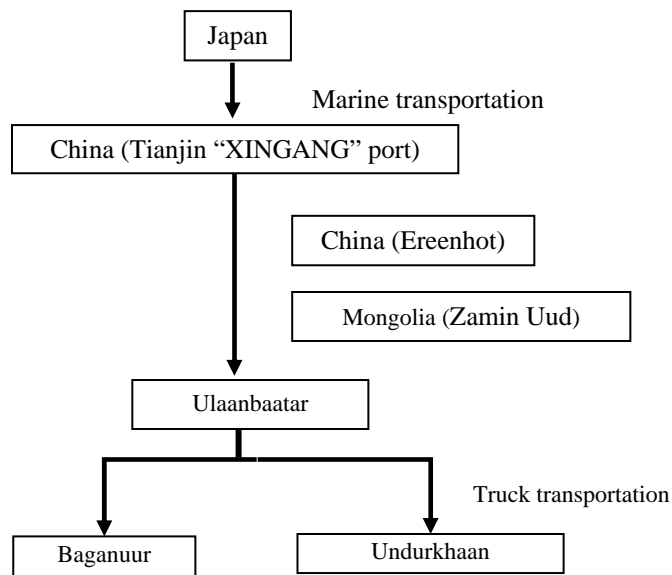 Japan
Marine transportation
China (Tianjin “XINGANG” port)
China (Ereenhot)
Mongolia (Zamin Uud)
Ulaanbaatar
Truck transportation
Baganuur
Undurkhaan